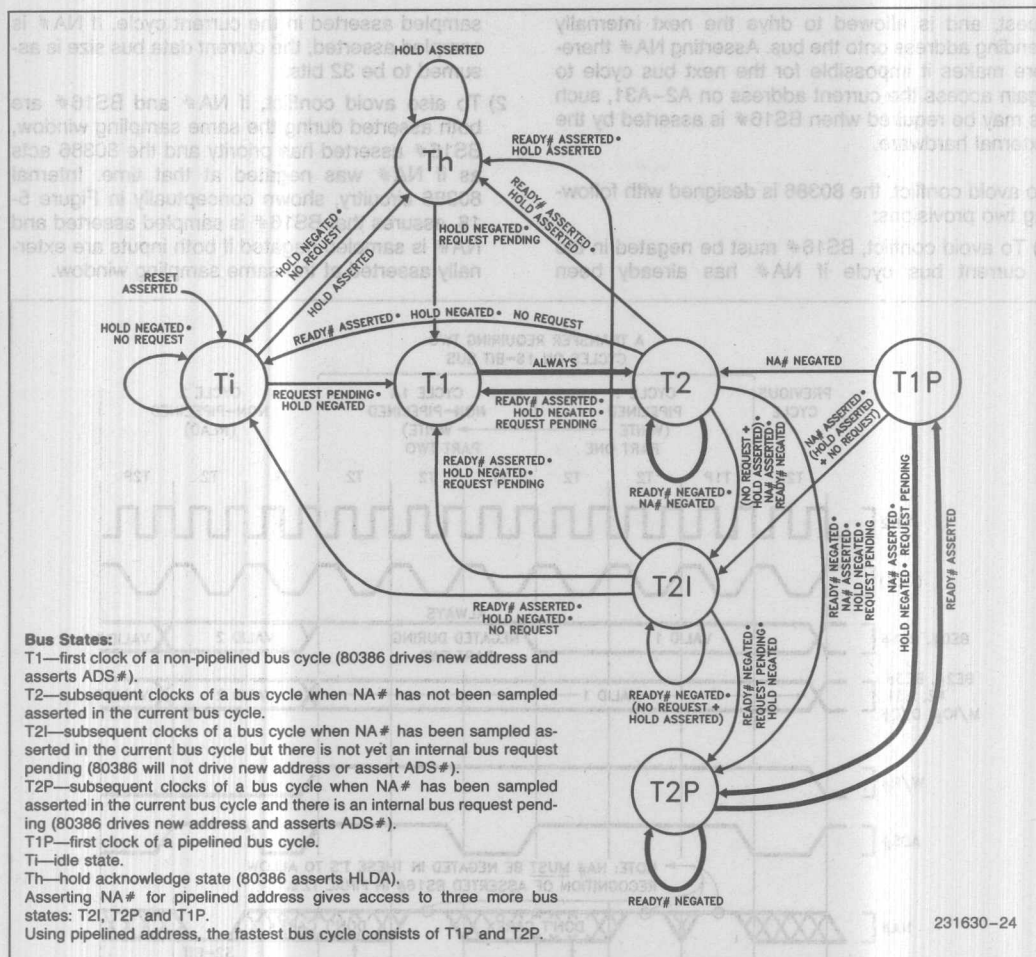 HOLD ASSERTED
Th
READY# ASSERTED•
HOLD ASSERTED
READY# ASSERTED•
HOLD ASSERTED
HOLD NEGATED•
NO REQUEST
HOLD ASSERTED
HOLD NEGATED•
REQUEST PENDING
RESET
ASSERTED
HOLD NEGATED•
NO REQUEST
READY# ASSERTED• HOLD NEGATED• NO REQUEST
Ti
REQUEST PENDING•
HOLD NEGATED
T1
ALWAYS
READY# ASSERTED•
HOLD NEGATED•
REQUEST PENDING
T2
NA# NEGATED
T1P
READY# NEGATED•
NA# NEGATED
(NO REQUEST +
HOLD ASSERTED)•
NA# ASSERTED•
READY# NEGATED
NA# ASSERTED•
(HOLD ASSERTED
+ NO REQUEST)
READY# ASSERTED•
HOLD NEGATED•
REQUEST PENDING
READY# NEGATED•
NA# ASSERTED•
HOLD NEGATED•
REQUEST PENDING
NA# ASSERTED•
HOLD NEGATED• REQUEST PENDING
READY# ASSERTED
T2I
READY# ASSERTED•
HOLD NEGATED•
NO REQUEST
READY# NEGATED•
(NO REQUEST +
HOLD ASSERTED)
READY# NEGATED•
REQUEST PENDING•
HOLD NEGATED
T2P
READY# NEGATED
Bus States:
T1—first clock of a non-pipelined bus cycle (80386 drives new address and
asserts ADS#).
T2—subsequent clocks of a bus cycle when NA# has not been sampled
asserted in the current bus cycle.
T2I—subsequent clocks of a bus cycle when NA# has been sampled as-
serted in the current bus cycle but there is not yet an internal bus request
pending (80386 will not drive new address or assert ADS#).
T2P—subsequent clocks of a bus cycle when NA# has been sampled
asserted in the current bus cycle and there is an internal bus request pend-
ing (80386 drives new address and asserts ADS#).
T1P—first clock of a pipelined bus cycle.
Ti—idle state.
Th—hold acknowledge state (80386 asserts HLDA).
Asserting NA# for pipelined address gives access to three more bus
states: T2I, T2P and T1P.
Using pipelined address, the fastest bus cycle consists of T1P and T2P.
231630–24